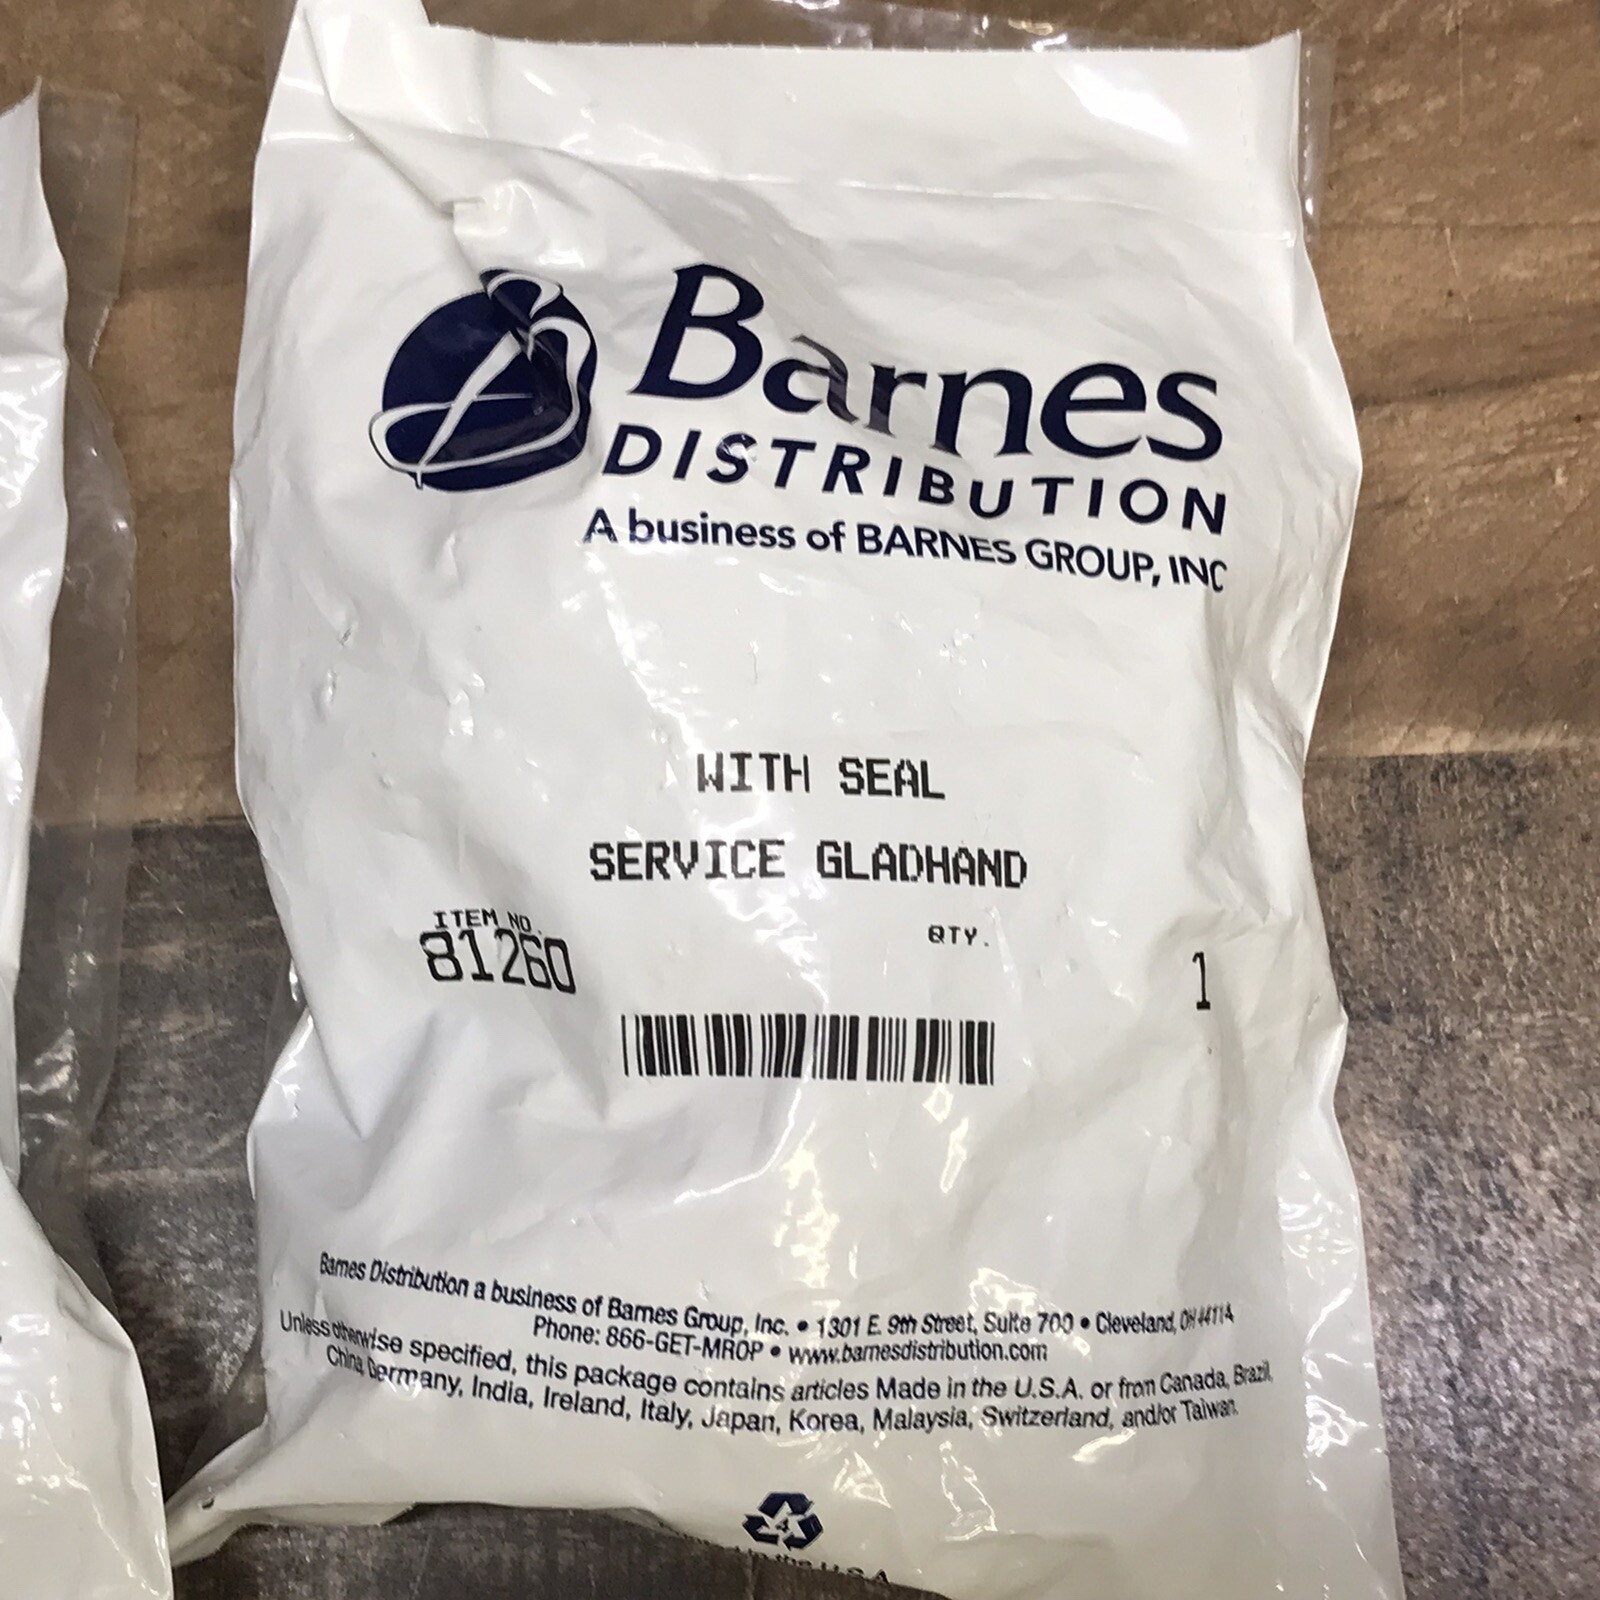 Barnes
DISTRIBUTION
A business of BARNES GROUP, INC
WITH SEAL
SERVICE GLADHAND
ITEM NO.
81260
QTY.
1
Barnes Distribution a business of Barnes Group, Inc. • 1301 E. 9th Street, Suite 700 • Cleveland, OH 44114
Phone: 866-GET-MROP • www.barnesdistribution.com
Unless otherwise specified, this package contains articles Made in the U.S.A. or from Canada, Brazil,
China, Germany, India, Ireland, Italy, Japan, Korea, Malaysia, Switzerland, and/or Taiwan.
4
in the U.S.A.